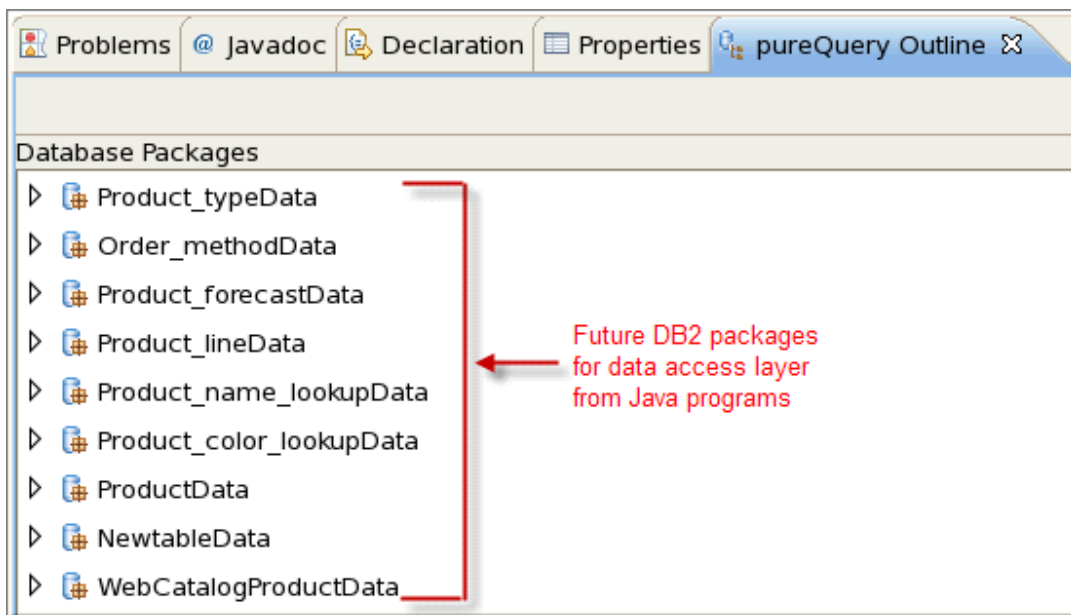 Problems @ Javadoc Declaration Properties pureQuery Outline
Database Packages
Product_typeData
Order_methodData
Product_forecastData
Product_lineData
Product_name_lookupData
Product_color_lookupData
ProductData
NewtableData
WebCatalogProductData
Future DB2 packages
for data access layer
from Java programs